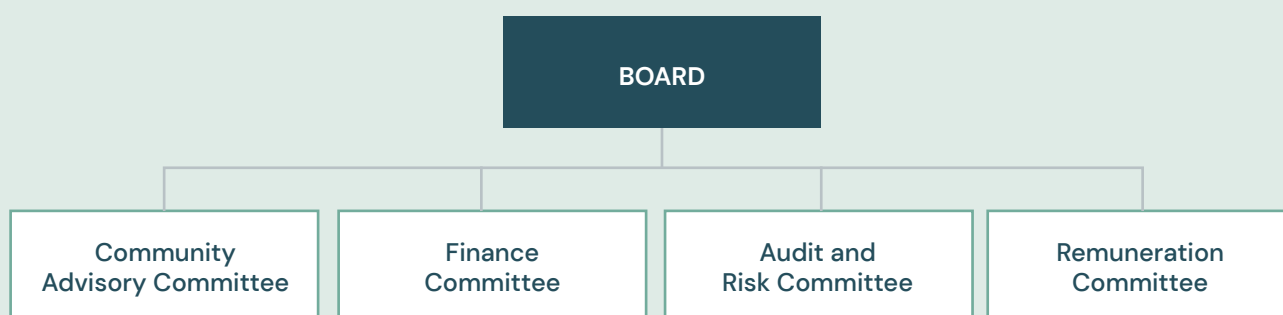 BOARD
Community
Advisory Committee
Finance
Committee
Audit and
Risk Committee
Remuneration
Committee